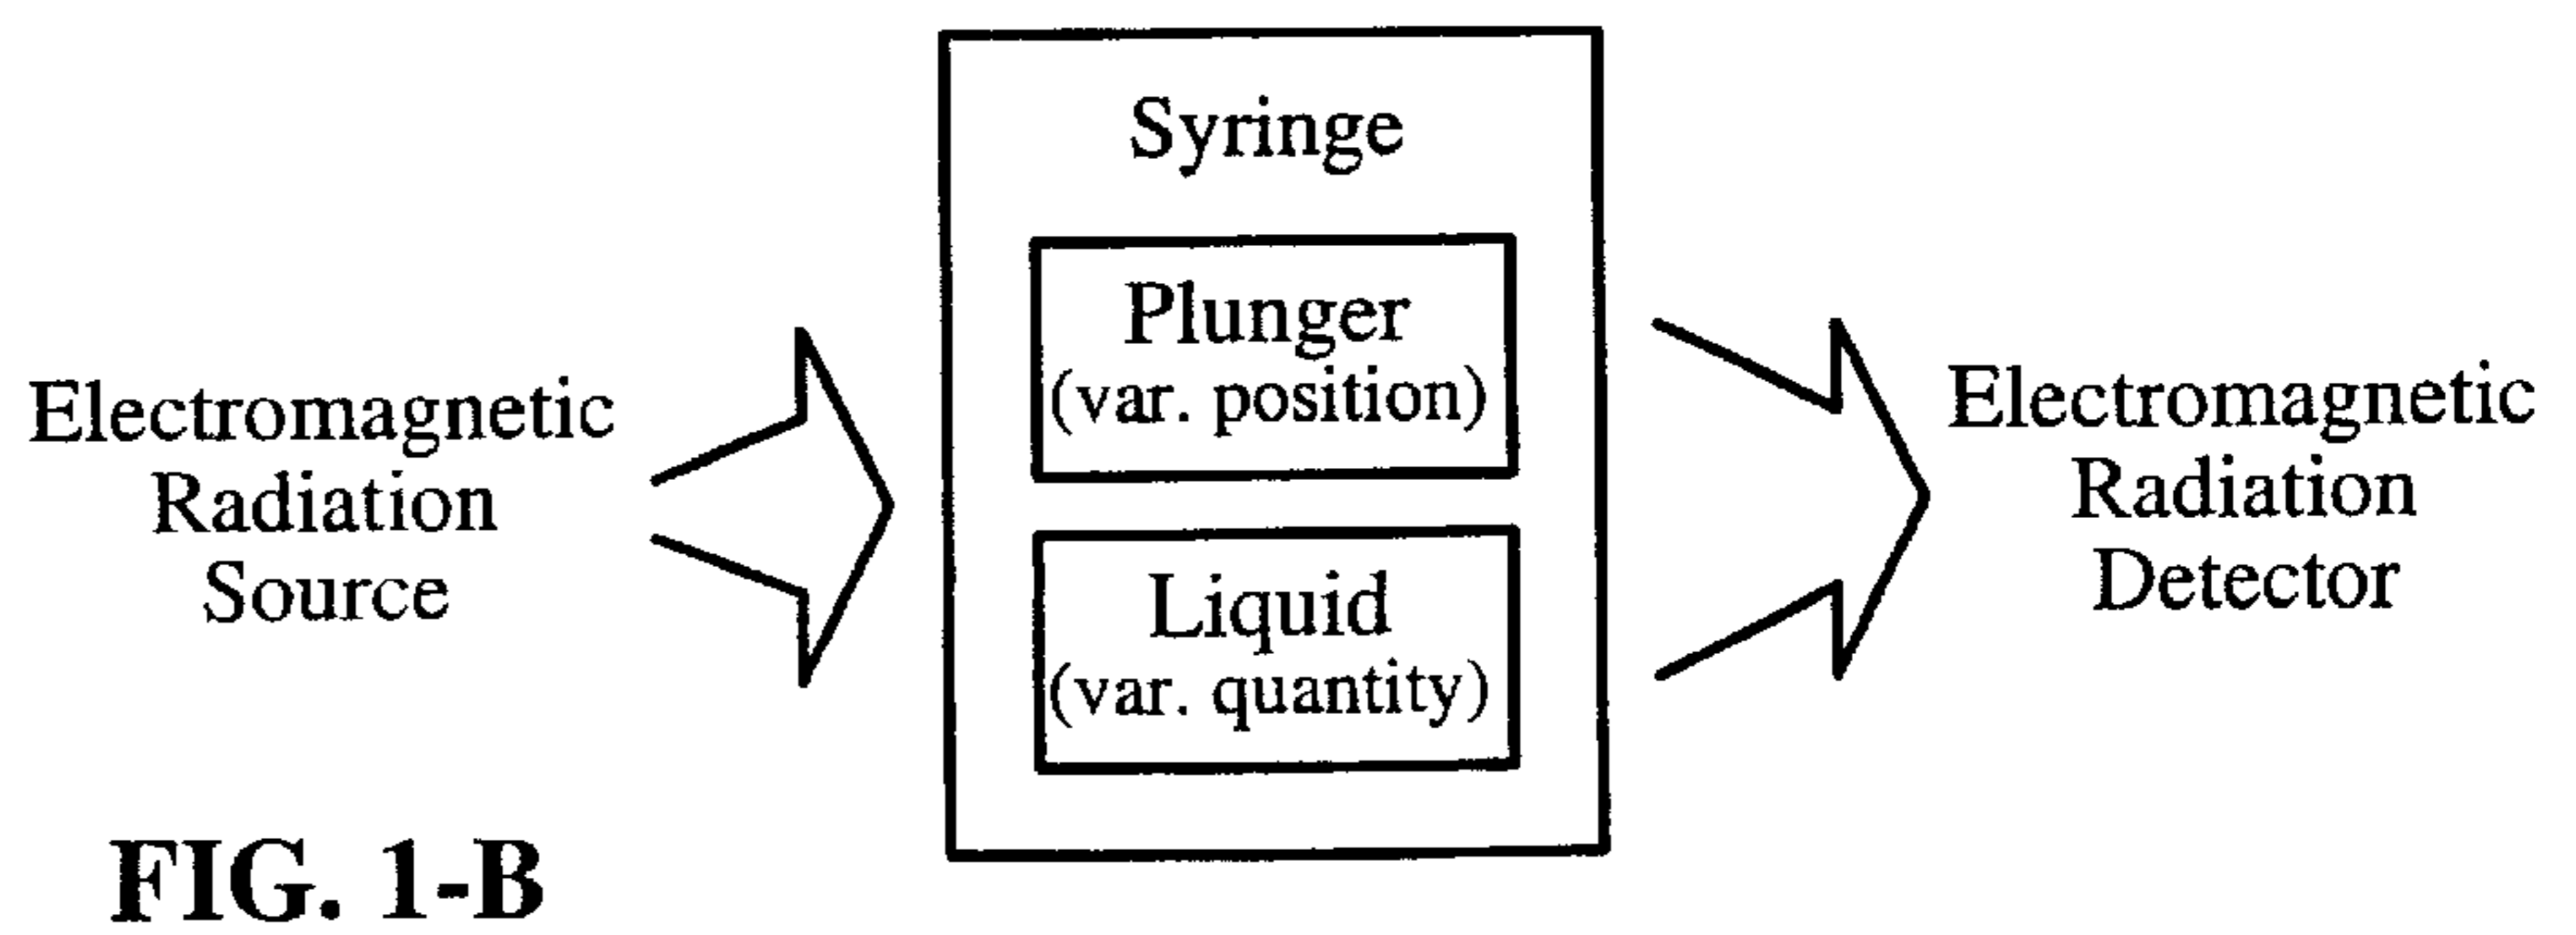 Electromagnetic
Radiation
Source
Syringe
Plunger
(var. position)
Liquid
(var. quantity)
Electromagnetic
Radiation
Detector
FIG. 1-B